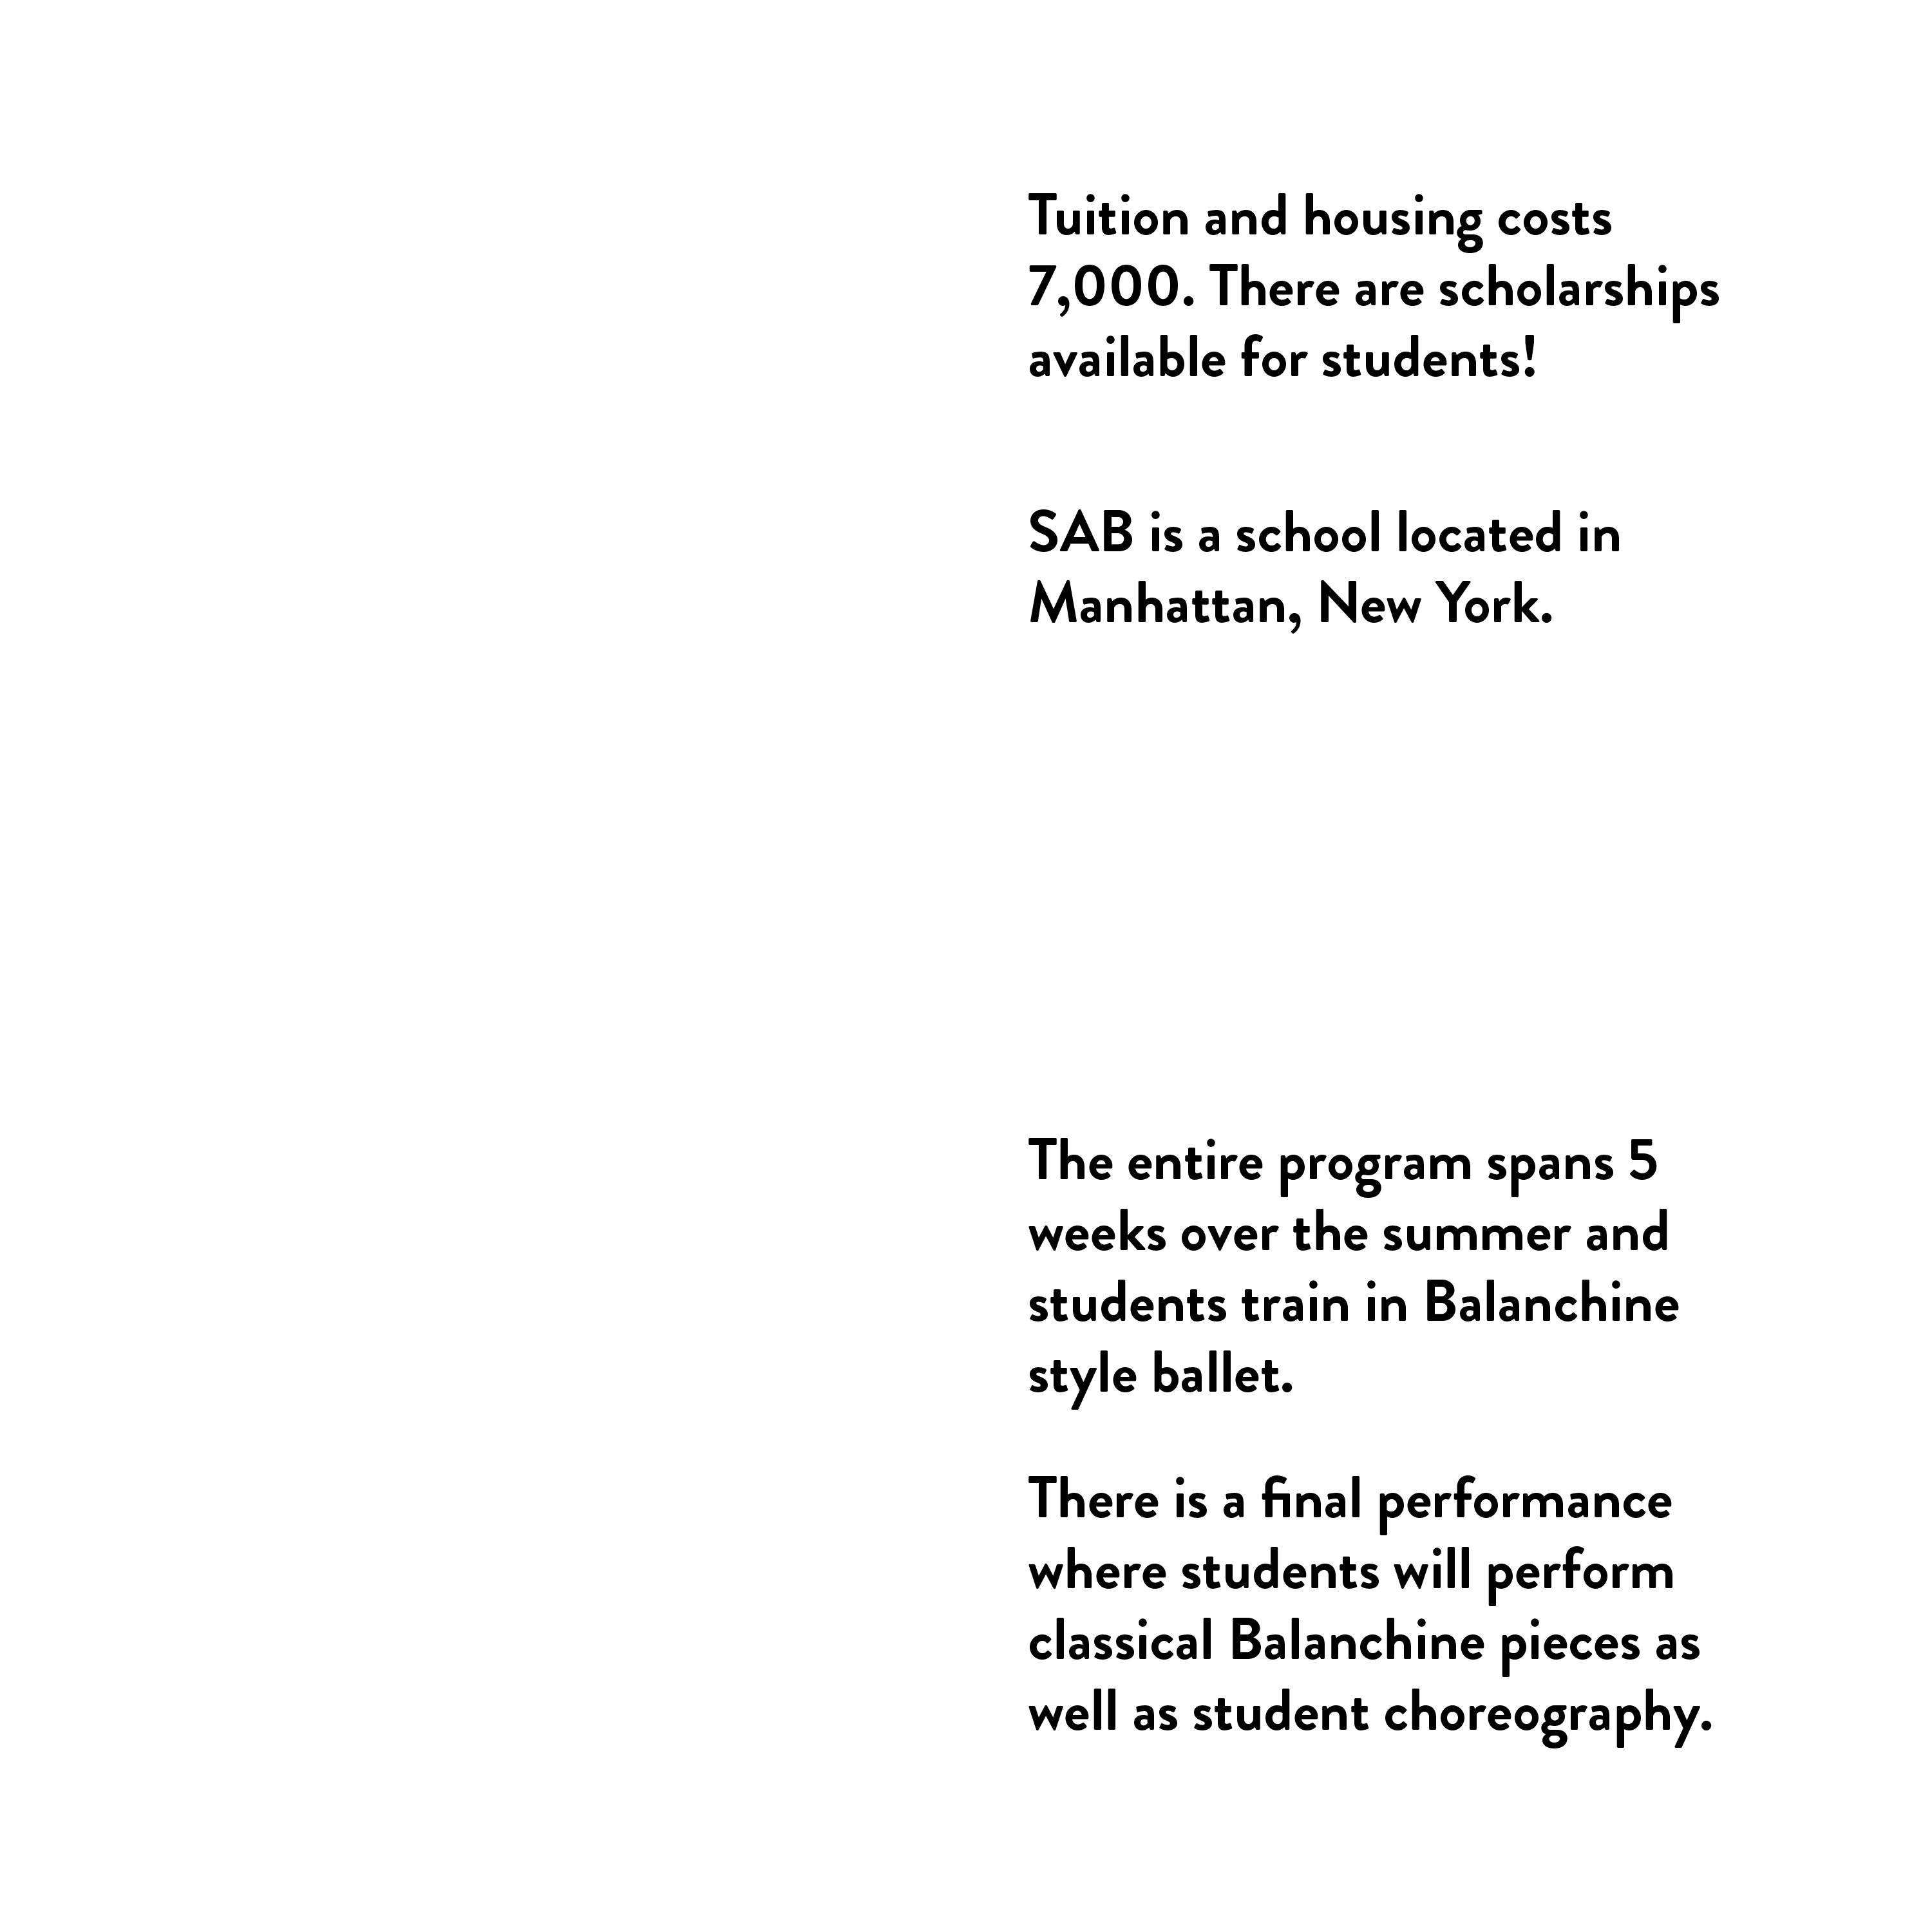 Tuition and housing costs
7,000. There are scholarships
available for students!
SAB is a school located in
Manhattan, New York.
The entire program spans 5
weeks over the summer and
students train in Balanchine
style ballet.
There is a final performance
where students will perform
classical Balanchine pieces as
well as student choreography.